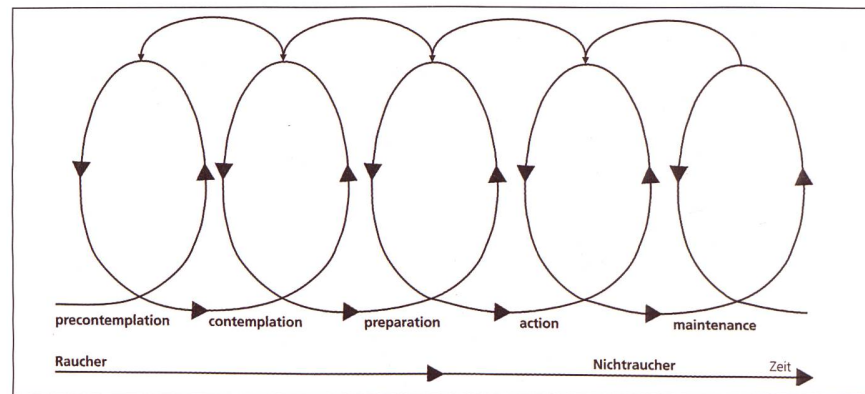 precontemplation contemplation preparation action maintenance
Raucher Nichtraucher Zeit